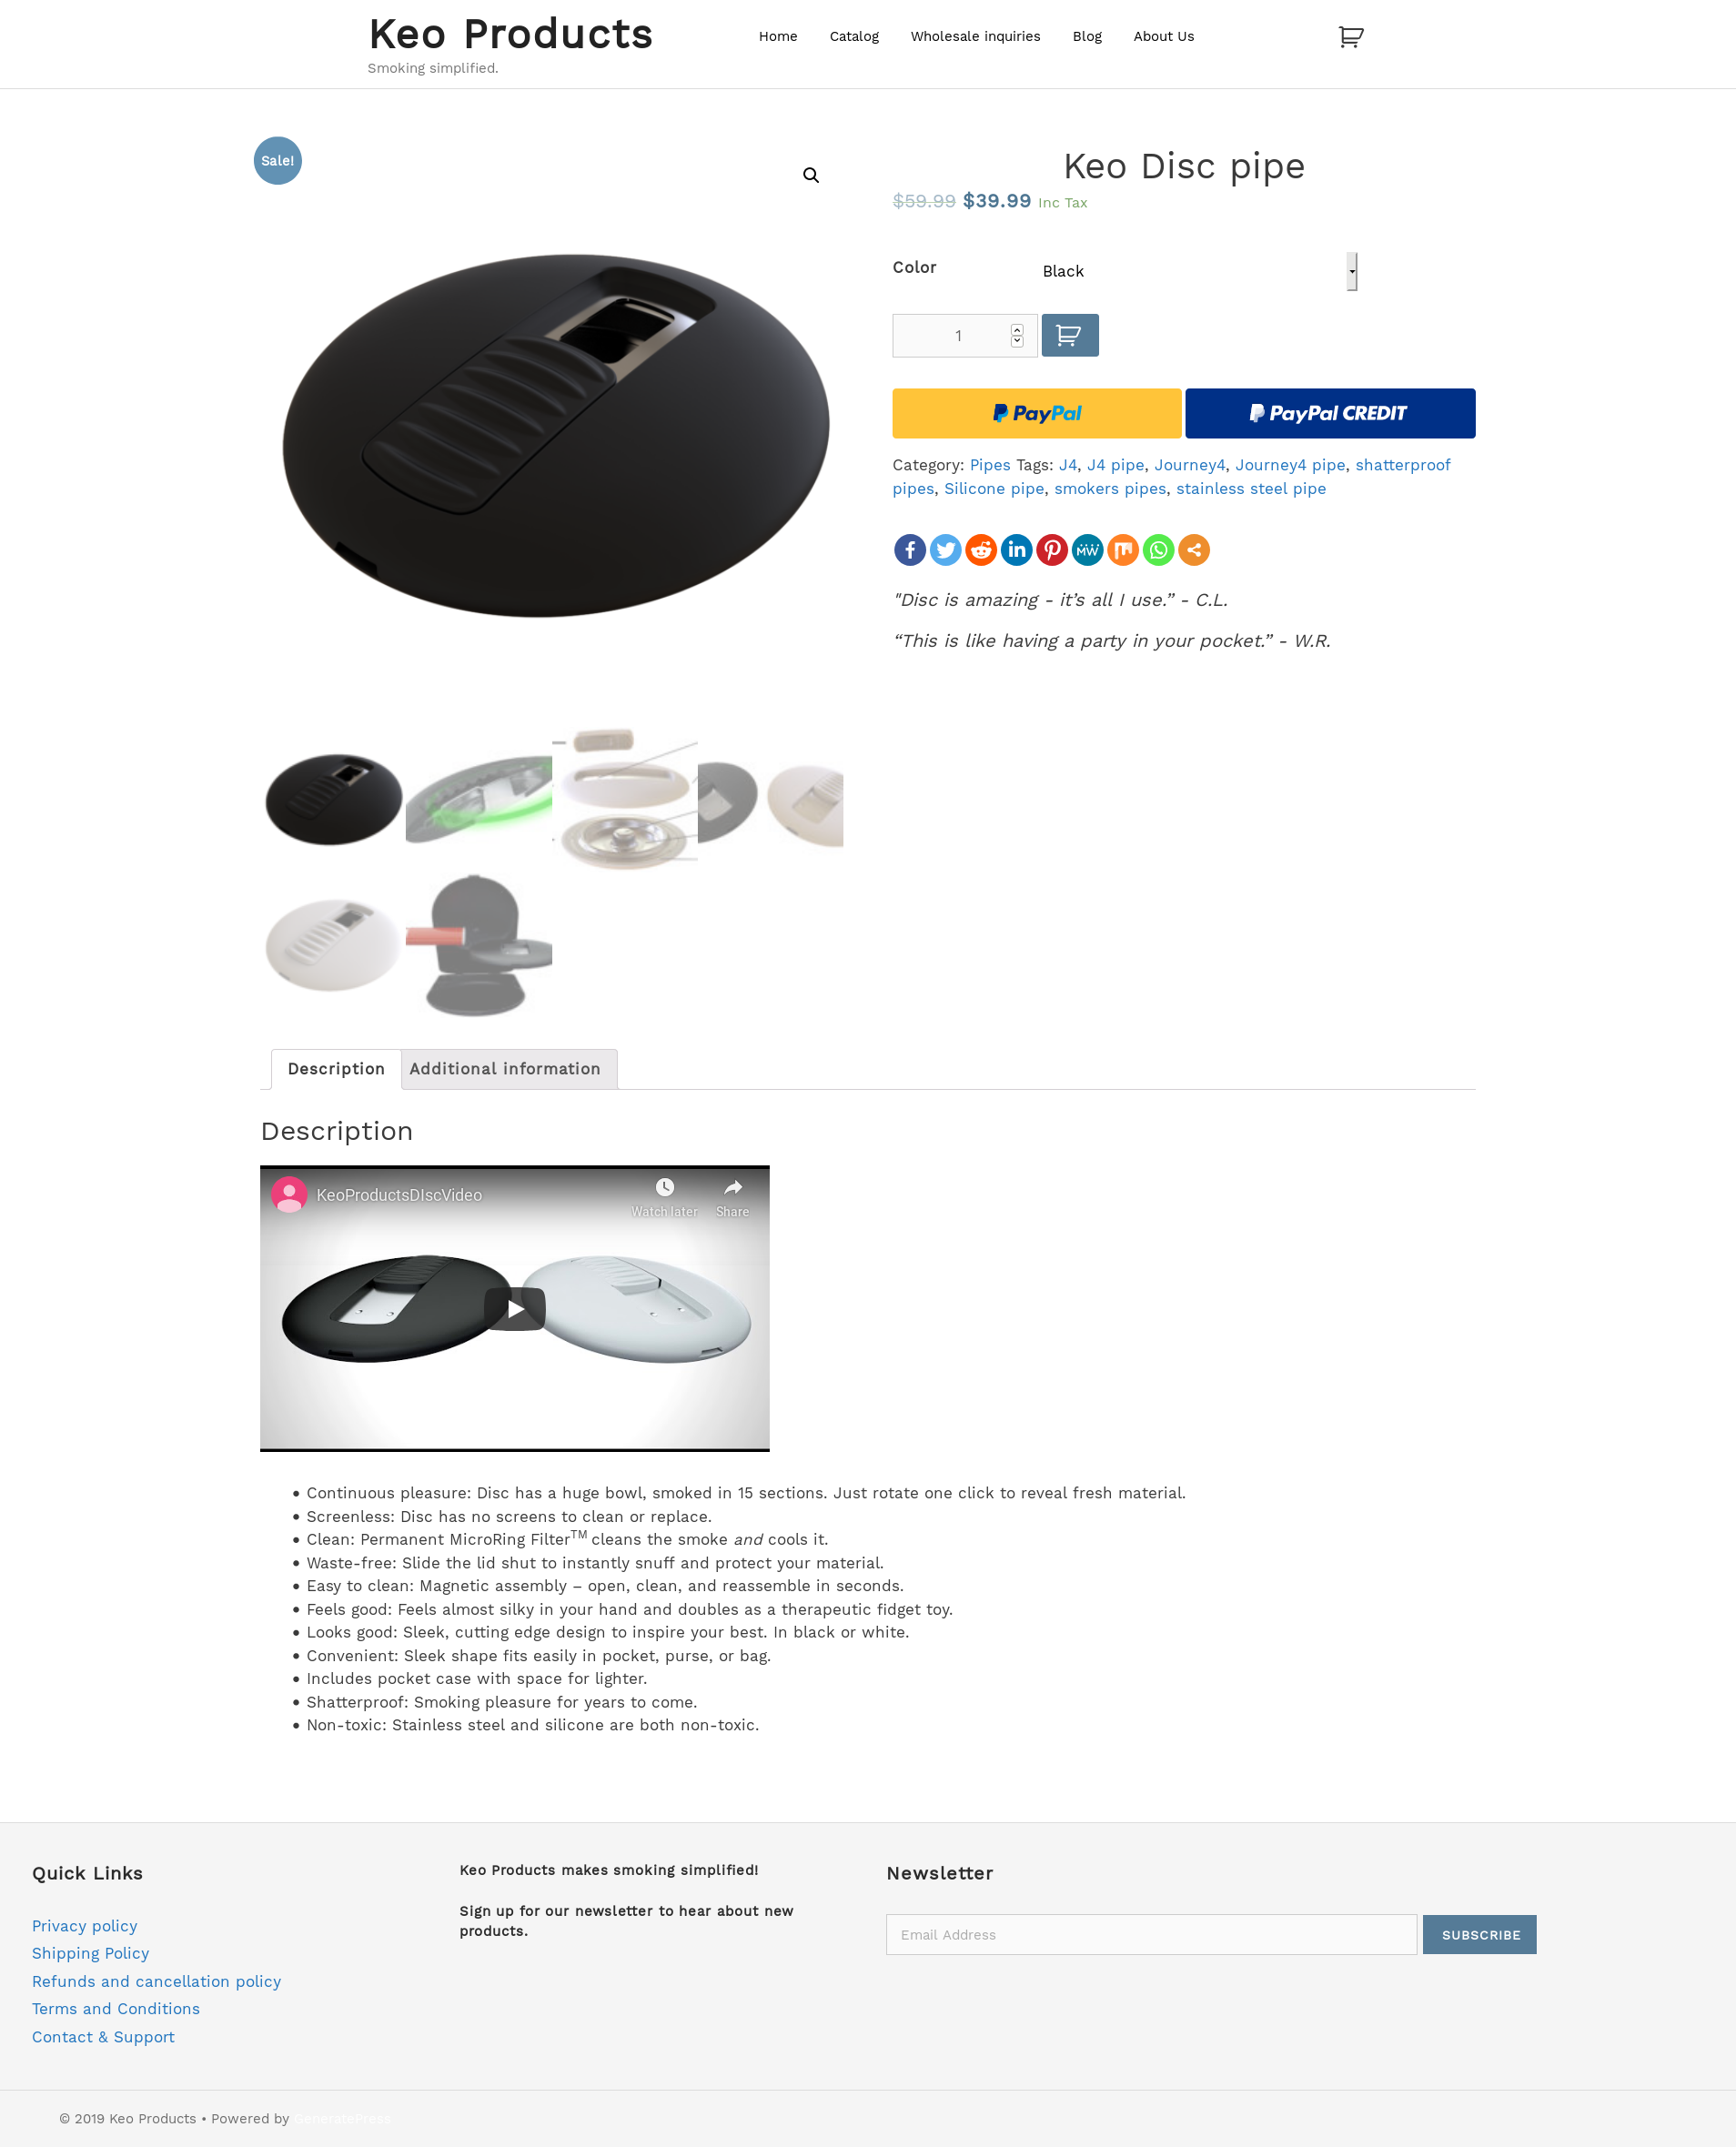 Keo Products
Smoking simplified.
Home Catalog Wholesale inquiries Blog About Us
Sale!
Keo Disc pipe
$59.99 $39.99 Inc Tax
Color Black
1
PayPal PayPal CREDIT
Category: Pipes Tags: J4, J4 pipe, Journey4, Journey4 pipe, shatterproof
pipes, Silicone pipe, smokers pipes, stainless steel pipe
"Disc is amazing - it’s all I use.” - C.L.
“This is like having a party in your pocket.” - W.R.
Description Additional information
Description
KeoProductsDIscVideo
Watch later Share
• Continuous pleasure: Disc has a huge bowl, smoked in 15 sections. Just rotate one click to reveal fresh material.
• Screenless: Disc has no screens to clean or replace.
• Clean: Permanent MicroRing FilterTM cleans the smoke and cools it.
• Waste-free: Slide the lid shut to instantly snuff and protect your material.
• Easy to clean: Magnetic assembly – open, clean, and reassemble in seconds.
• Feels good: Feels almost silky in your hand and doubles as a therapeutic fidget toy.
• Looks good: Sleek, cutting edge design to inspire your best. In black or white.
• Convenient: Sleek shape fits easily in pocket, purse, or bag.
• Includes pocket case with space for lighter.
• Shatterproof: Smoking pleasure for years to come.
• Non-toxic: Stainless steel and silicone are both non-toxic.
Quick Links
Privacy policy
Shipping Policy
Refunds and cancellation policy
Terms and Conditions
Contact & Support
Keo Products makes smoking simplified!
Sign up for our newsletter to hear about new
products.
Newsletter
Email Address SUBSCRIBE
© 2019 Keo Products • Powered by GeneratePress